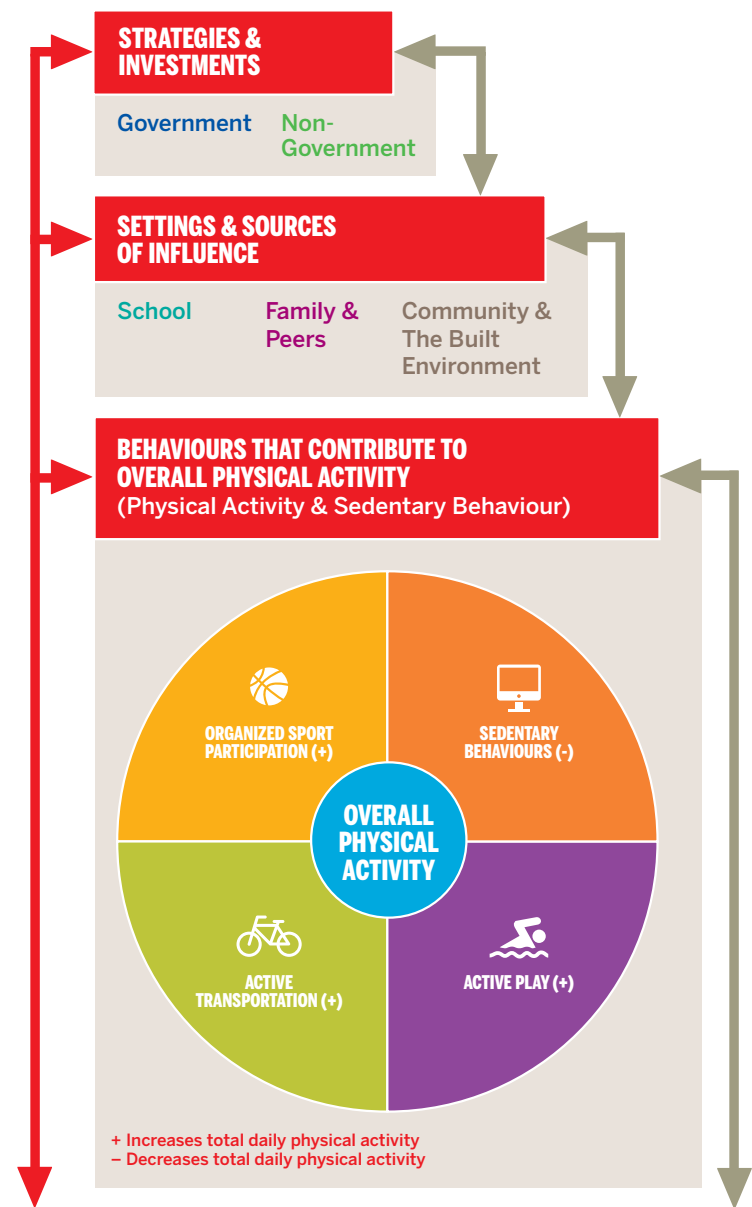 STRATEGIES &
INVESTMENTS
Government
Non-
Government
SETTINGS & SOURCES
OF INFLUENCE
School
Family &
Peers
Community &
The Built
Environment
BEHAVIOURS THAT CONTRIBUTE TO
OVERALL PHYSICAL ACTIVITY
(Physical Activity & Sedentary Behaviour)
ORGANIZED SPORT
PARTICIPATION (+)
SEDENTARY
BEHAVIOURS (-)
OVERALL
PHYSICAL
ACTIVITY
ACTIVE
TRANSPORTATION (+)
ACTIVE PLAY (+)
+ Increases total daily physical activity
– Decreases total daily physical activity